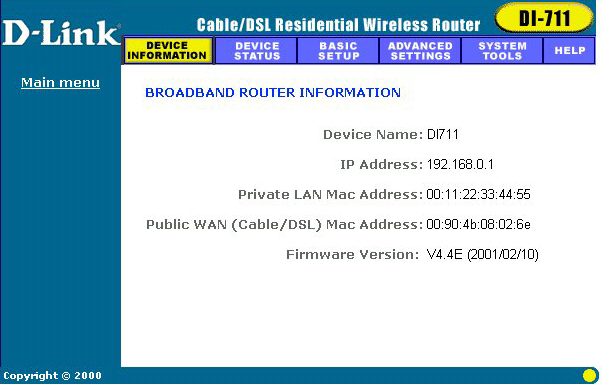 D-Link
Cable/DSL Residential Wireless Router
DI-711
DEVICE INFORMATION
DEVICE STATUS
BASIC SETUP
ADVANCED SETTINGS
SYSTEM TOOLS
HELP
Main menu
BROADBAND ROUTER INFORMATION
Device Name: DI711
IP Address: 192.168.0.1
Private LAN Mac Address: 00:11:22:33:44:55
Public WAN (Cable/DSL) Mac Address: 00:90:4b:08:02:6e
Firmware Version: V4.4E (2001/02/10)
Copyright © 2000